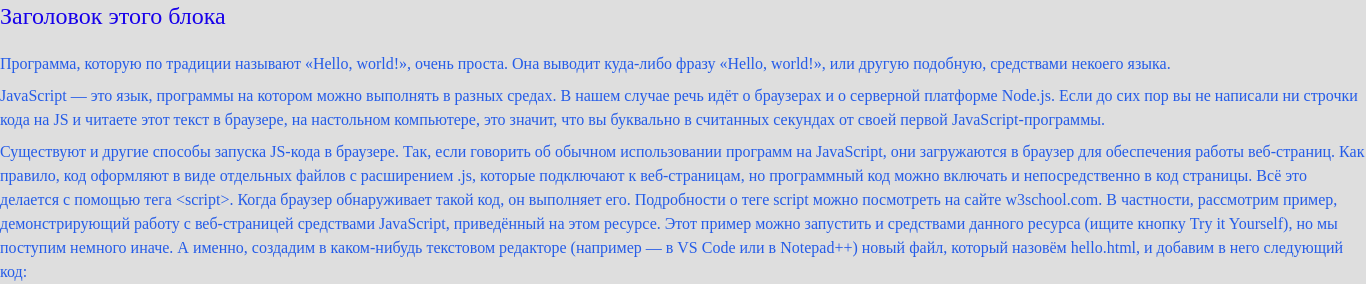 Заголовок этого блока
Программа, которую по традиции называют «Hello, world!», очень проста. Она выводит куда-либо фразу «Hello, world!», или другую подобную, средствами некоего языка.
JavaScript — это язык, программы на котором можно выполнять в разных средах. В нашем случае речь идёт о браузерах и о серверной платформе Node.js. Если до сих пор вы не написали ни строчки
кода на JS и читаете этот текст в браузере, на настольном компьютере, это значит, что вы буквально в считанных секундах от своей первой JavaScript-программы.
Существуют и другие способы запуска JS-кода в браузере. Так, если говорить об обычном использовании программ на JavaScript, они загружаются в браузер для обеспечения работы веб-страниц. Как
правило, код оформляют в виде отдельных файлов с расширением .js, которые подключают к веб-страницам, но программный код можно включать и непосредственно в код страницы. Всё это
делается с помощью тега <script>. Когда браузер обнаруживает такой код, он выполняет его. Подробности о теге script можно посмотреть на сайте w3school.com. В частности, рассмотрим пример,
демонстрирующий работу с веб-страницей средствами JavaScript, приведённый на этом ресурсе. Этот пример можно запустить и средствами данного ресурса (ищите кнопку Try it Yourself), но мы
поступим немного иначе. А именно, создадим в каком-нибудь текстовом редакторе (например — в VS Code или в Notepad++) новый файл, который назовём hello.html, и добавим в него следующий
код: